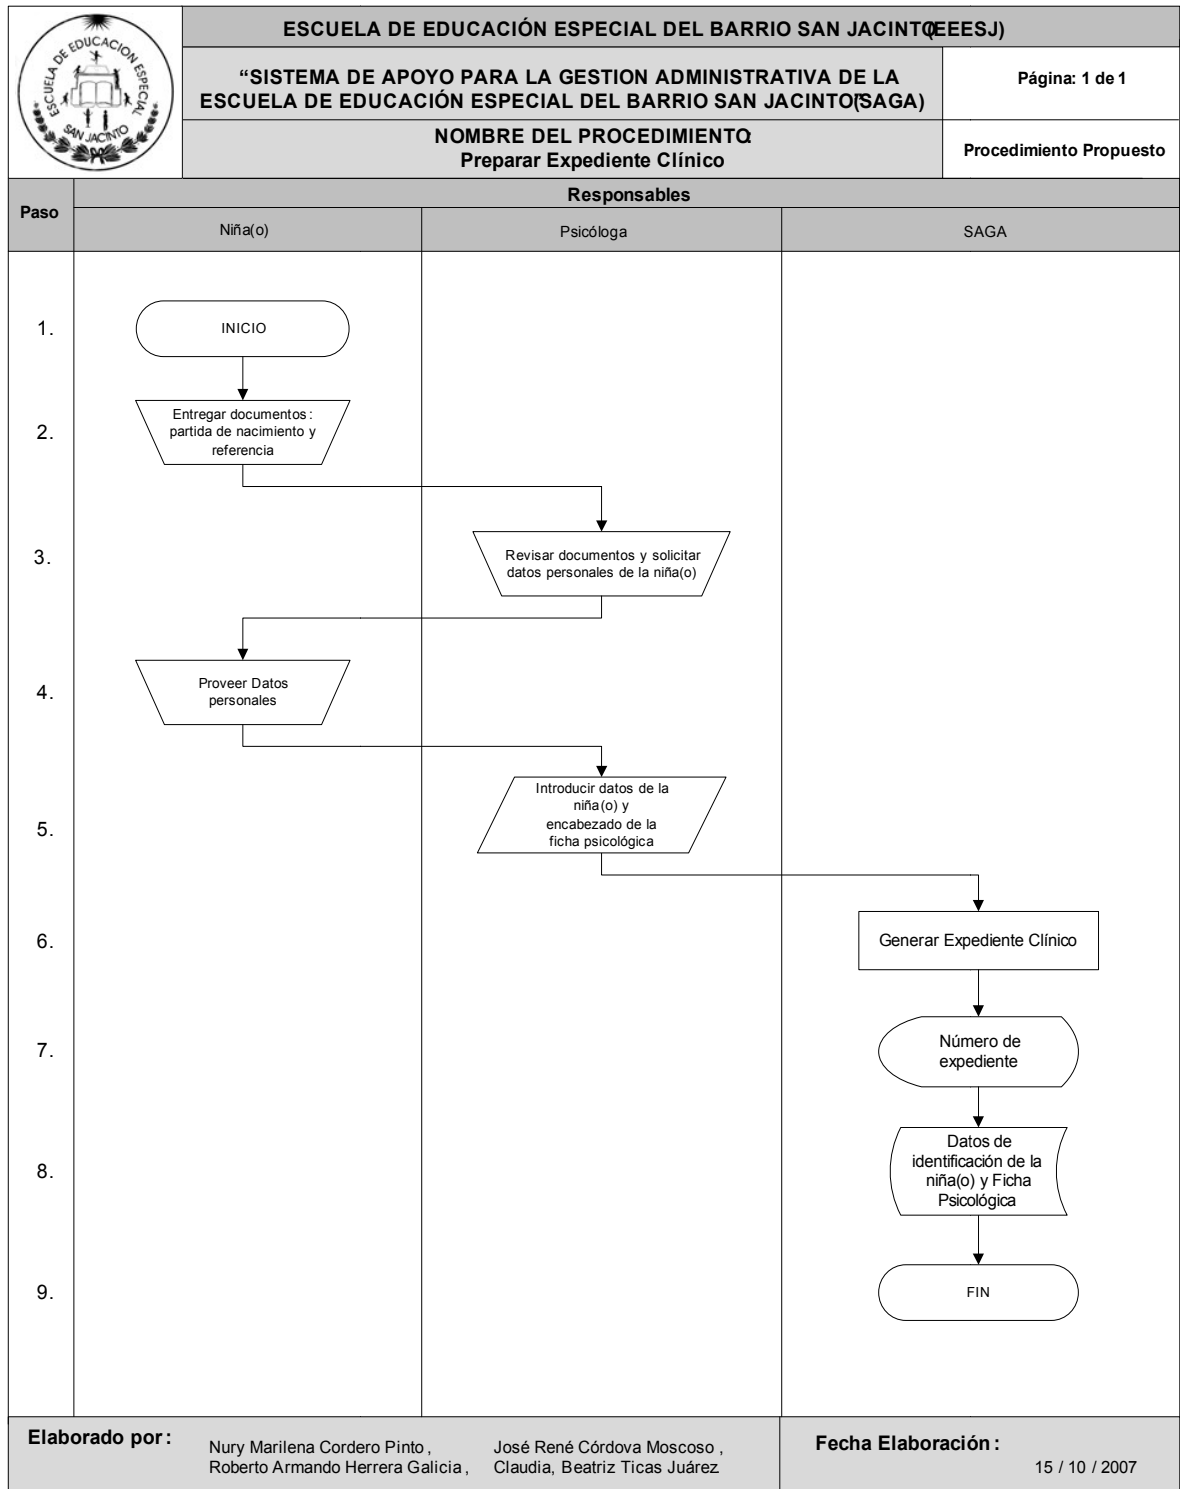 ESCUELA DE EDUCACION ESPECIAL
SAN JACINTO
ESCUELA DE EDUCACIÓN ESPECIAL DEL BARRIO SAN JACINTO (EEESJ)
“SISTEMA DE APOYO PARA LA GESTION ADMINISTRATIVA DE LA
ESCUELA DE EDUCACIÓN ESPECIAL DEL BARRIO SAN JACINTO” (SAGA)
Página: 1 de 1
NOMBRE DEL PROCEDIMIENTO:
Preparar Expediente Clínico
Procedimiento Propuesto
Paso
Responsables
Niña(o)
Psicóloga
SAGA
1.
INICIO
2.
Entregar documentos:
partida de nacimiento y
referencia
3.
Revisar documentos y solicitar
datos personales de la niña(o)
4.
Proveer Datos
personales
5.
Introducir datos de la
niña(o) y
encabezado de la
ficha psicológica
6.
Generar Expediente Clínico
7.
Número de
expediente
8.
Datos de
identificación de la
niña(o) y Ficha
Psicológica
9.
FIN
Elaborado por:
Nury Marilena Cordero Pinto,
Roberto Armando Herrera Galicia,
José René Córdova Moscoso,
Claudia, Beatriz Ticas Juárez.
Fecha Elaboración:
15 / 10 / 2007